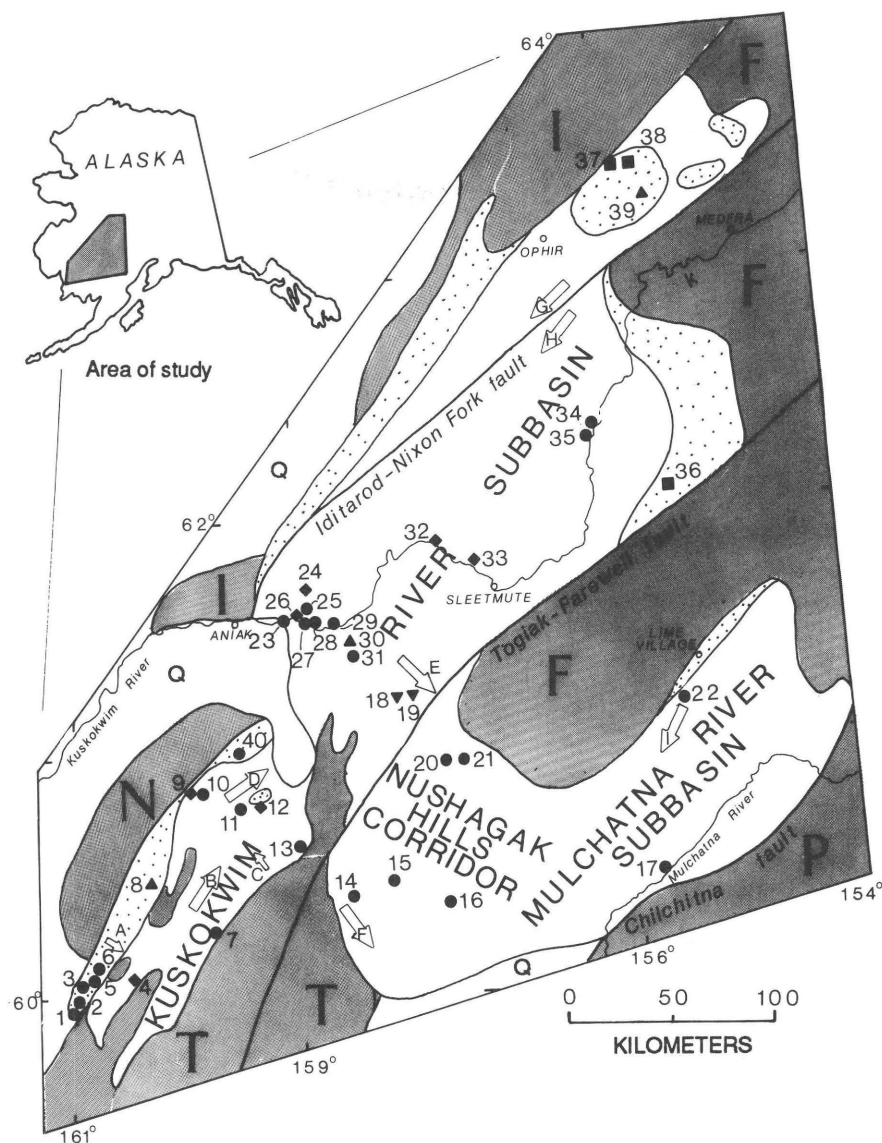 64°
F
ALASKA
I
38
37
39
MEDFRA
OPHIR
K
F
G
H
Area of study
Iditarod-Nixon Fork fault
SUBBASIN
34
35
Q
36
62°
32
33
24
SLEETMUTE
I
26
25
ANIAK
23
29
30
27
28
31
RIVER
Togiak-Farewell fault
LIME
VILLAGE
F
E
22
18
19
Kuskokwim River
Q
40
20
21
N
9
10
D
11
12
NUSHAGAK
HILLS
CORRIDOR
MULCHATNA RIVER
SUBBASIN
Mulchatna River
13
C
8
B
15
14
16
17
P
Chilchitna fault
154°
F
7
KUSKOKWIM
A
6
3
5
4
60°
1
2
Q
156°
T
T
0 50 100
KILOMETERS
159°
161°